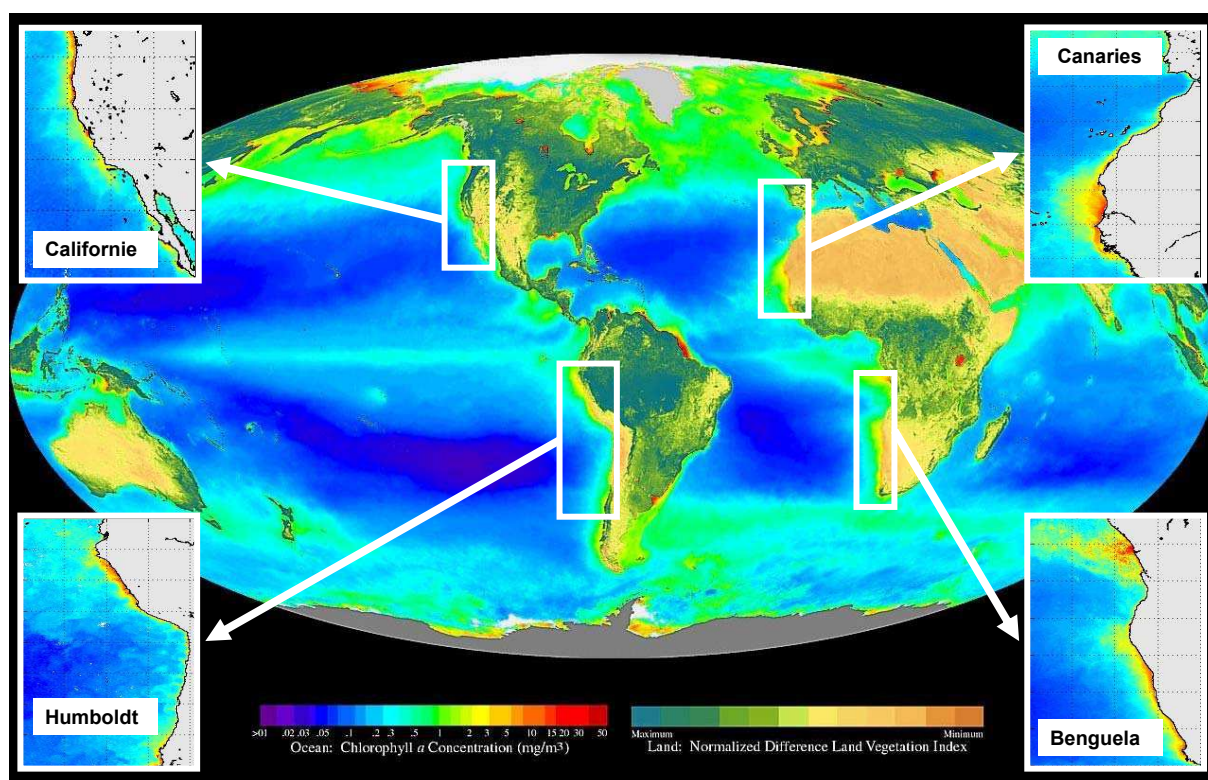 Californie
Canaries
Humboldt
Benguela
>01 .02 .03 .05 .1 .2 .3 .5 1 2 3 5 10 15 20 30 50
Ocean: Chlorophyll a Concentration (mg/m3)
Maximum Minimum
Land: Normalized Difference Land Vegetation Index